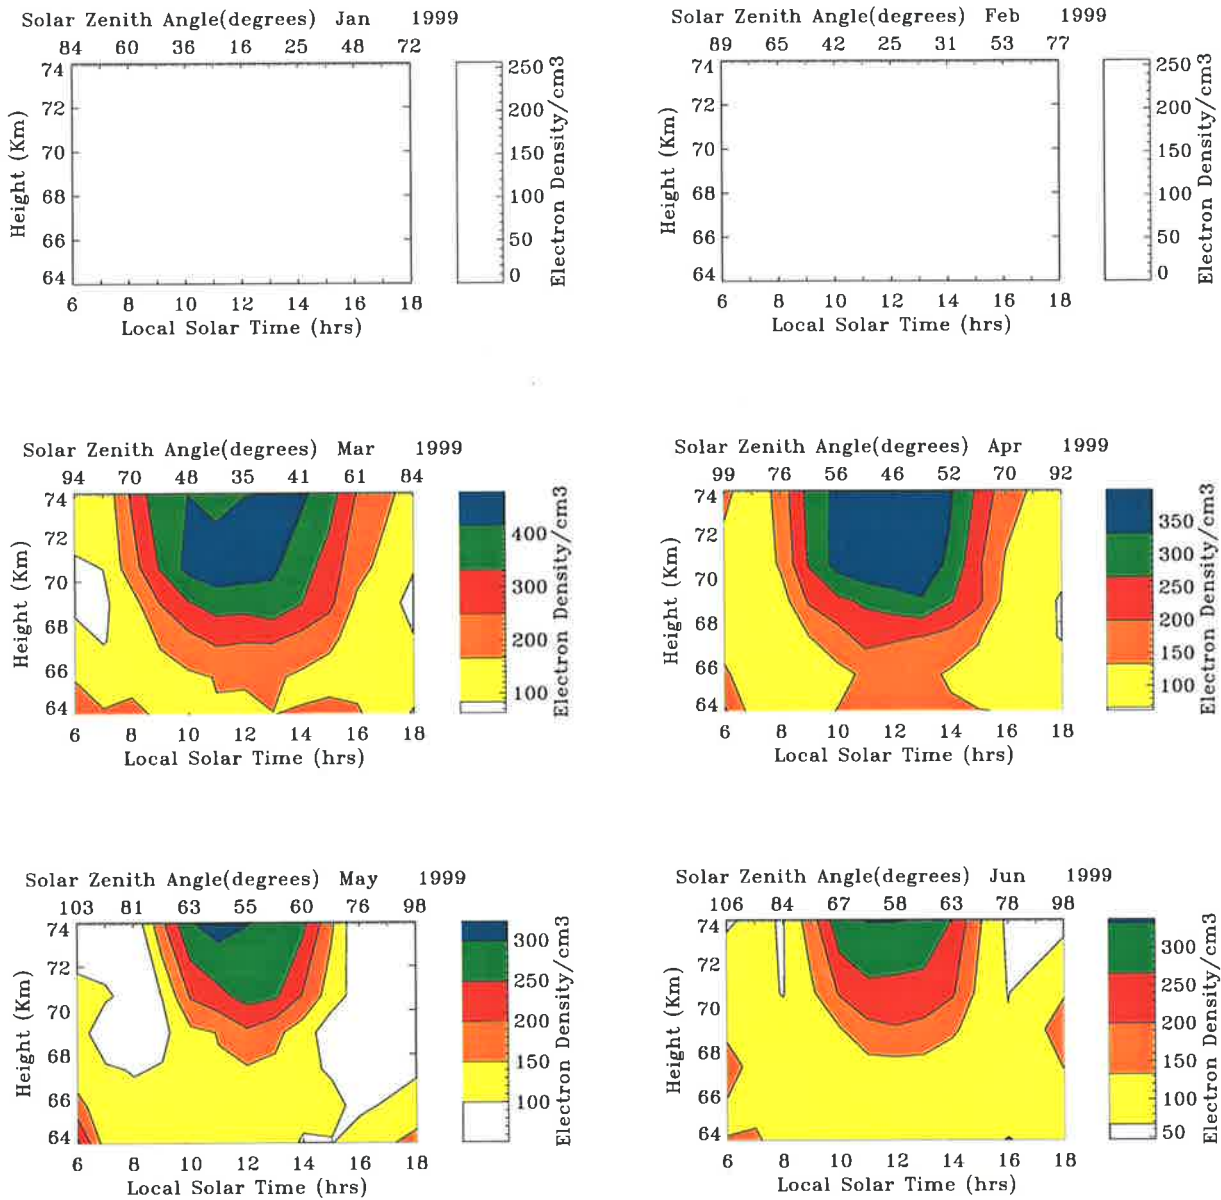 Solar Zenith Angle(degrees) Jan 1999
84 60 36 16 25 48 72
74
72
70
68
66
64
Height (Km)
6 8 10 12 14 16 18
Local Solar Time (hrs)
250
200
150
100
50
0
Electron Density/cm3
Solar Zenith Angle(degrees) Feb 1999
89 65 42 25 31 53 77
74
72
70
68
66
64
Height (Km)
6 8 10 12 14 16 18
Local Solar Time (hrs)
250
200
150
100
50
0
Electron Density/cm3
Solar Zenith Angle(degrees) Mar 1999
94 70 48 35 41 61 84
74
72
70
68
66
64
Height (Km)
6 8 10 12 14 16 18
Local Solar Time (hrs)
400
300
200
100
Electron Density/cm3
Solar Zenith Angle(degrees) Apr 1999
99 76 56 46 52 70 92
74
72
70
68
66
64
Height (Km)
6 8 10 12 14 16 18
Local Solar Time (hrs)
350
300
250
200
150
100
Electron Density/cm3
Solar Zenith Angle(degrees) May 1999
103 81 63 55 60 76 98
74
72
70
68
66
64
Height (Km)
6 8 10 12 14 16 18
Local Solar Time (hrs)
300
250
200
150
100
Electron Density/cm3
Solar Zenith Angle(degrees) Jun 1999
106 84 67 58 63 78 98
74
72
70
68
66
64
Height (Km)
6 8 10 12 14 16 18
Local Solar Time (hrs)
300
250
200
150
100
50
Electron Density/cm3